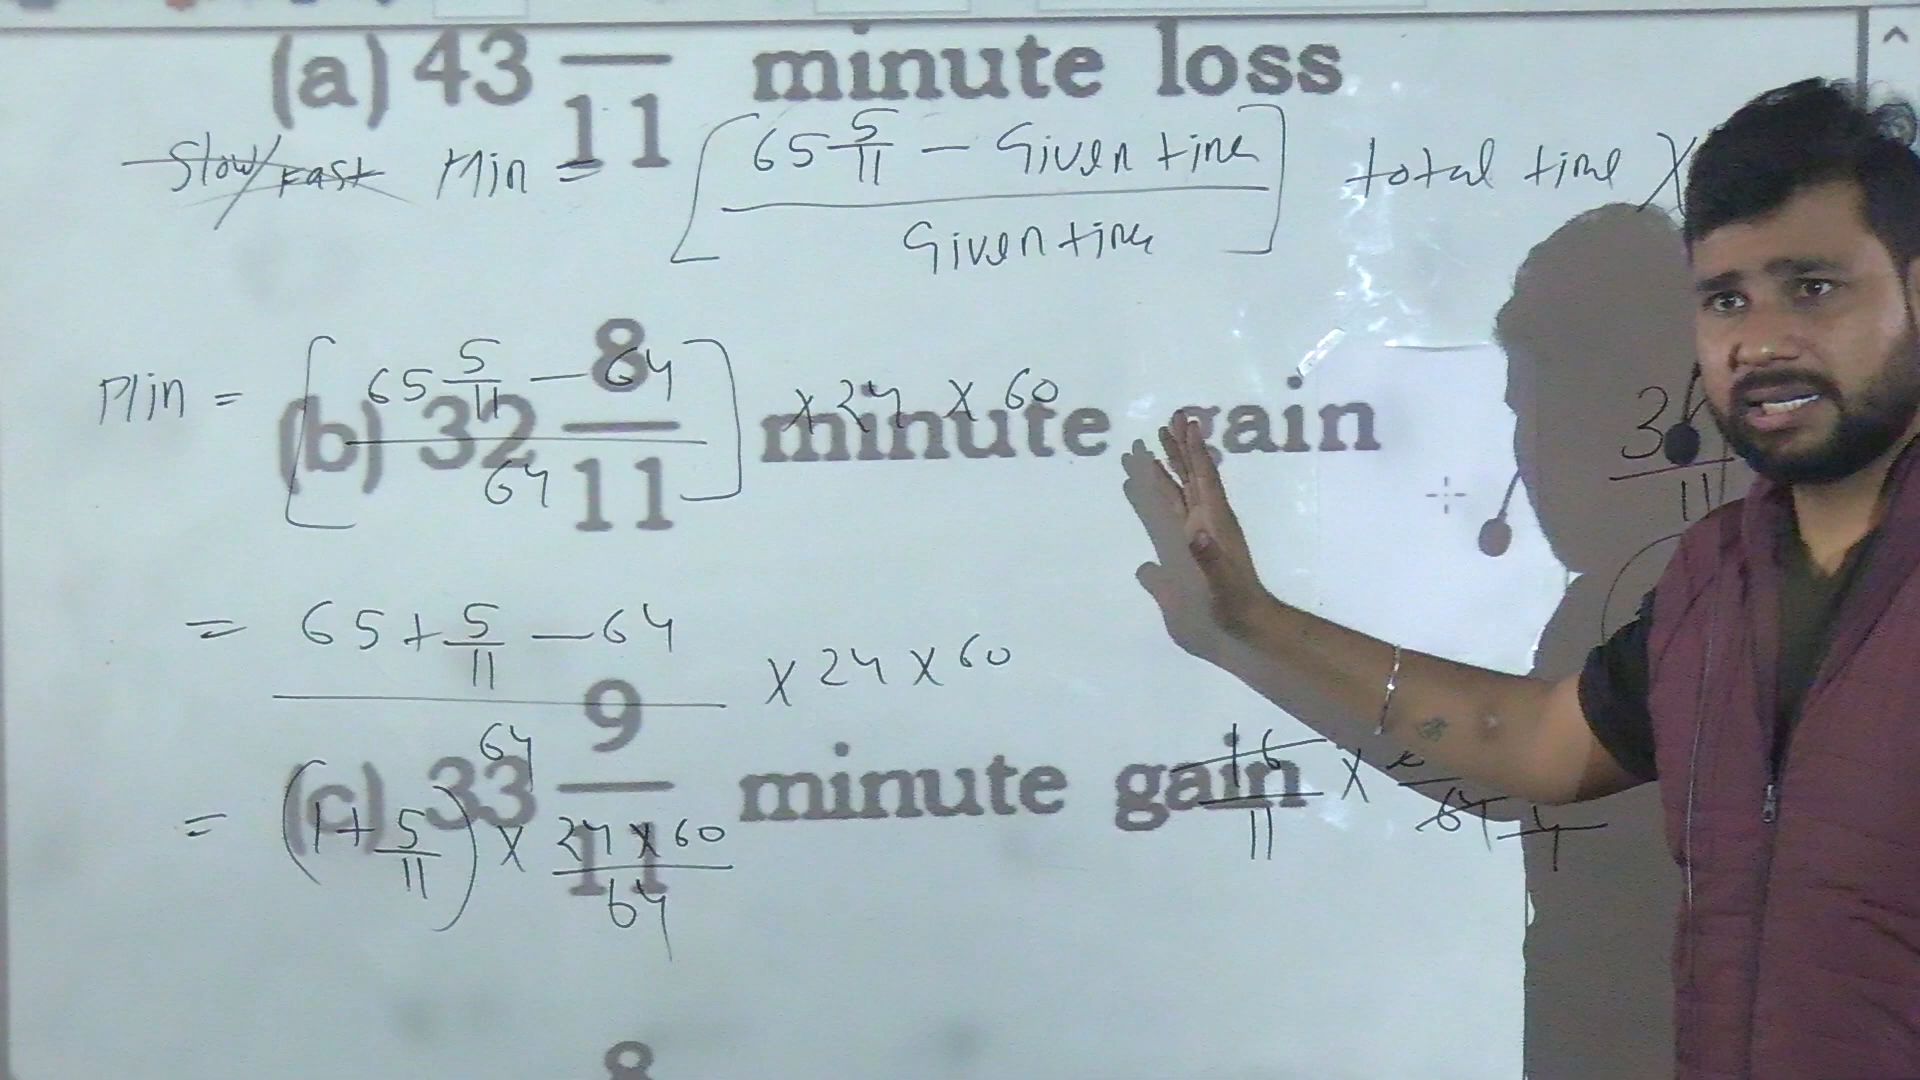 (a) 43 — 11 minute loss
Slow/Fast Min = [ 65 5/11 - Given time / Given time ] total time X
8
Min = [ 65 5/11 - 64 / 64 ] x 24 x 60
(b) 32 8/11 minute gain
= 65 + 5/11 - 64 / 64 x 24 x 60
(c) 33 9/11 minute gain
= (1 + 5/11) x 24 x 60 / 64
16/11 x
8